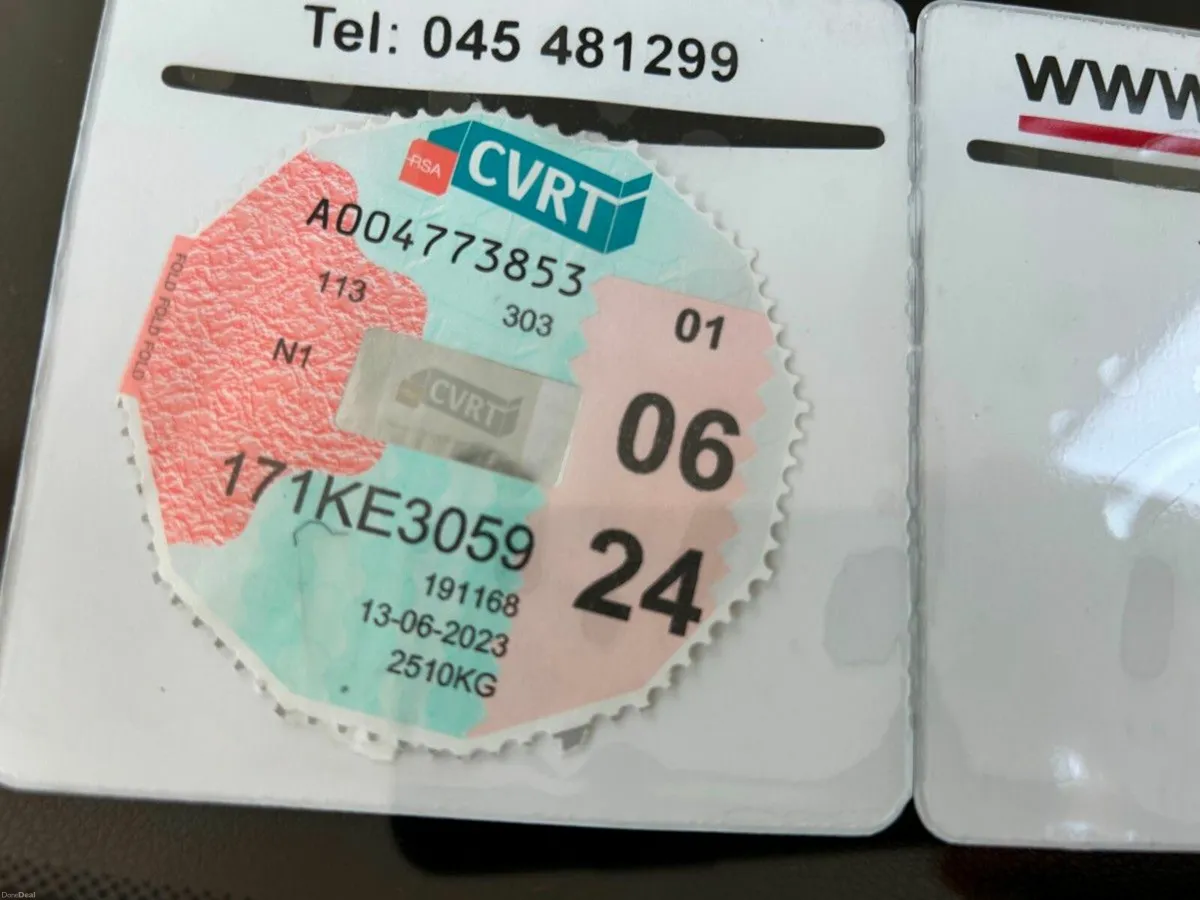 Tel: 045 481299
WWW
RSA CVRT
A004773853
113
303
01
N1
CVRT
06
171KE3059
24
191168
13-06-2023
2510KG
FOLD FOLD FOLD
DoneDeal